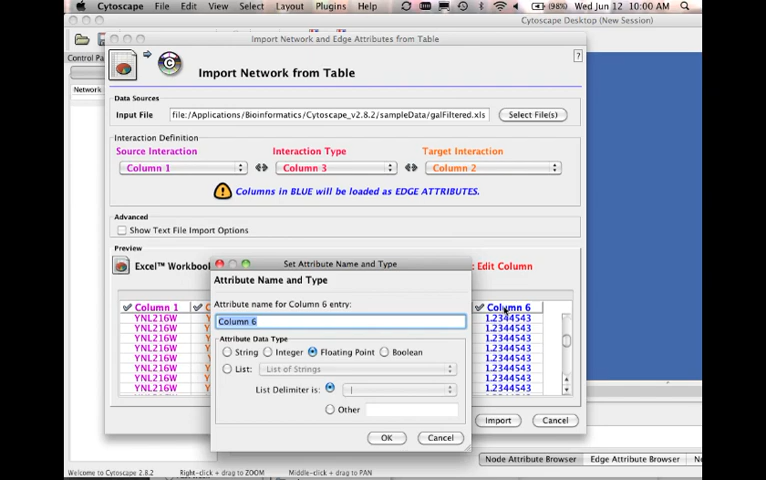 Cytoscape File Edit View Select Layout Plugins Help (98%) Wed Jun 12 10:00 AM
Cytoscape Desktop (New Session)
Import Network and Edge Attributes from Table
Control Pa
Network
Import Network from Table
?
Data Sources
Input File file:/Applications/Bioinformatics/Cytoscape_v2.8.2/sampleData/galFiltered.xls Select File(s)
Interaction Definition
Source Interaction Interaction Type Target Interaction
Column 1 Column 3 Column 2
Columns in BLUE will be loaded as EDGE ATTRIBUTES.
Advanced
Show Text File Import Options
Preview
Excel™ Workbool : Edit Column
Set Attribute Name and Type
Attribute Name and Type
Attribute name for Column 6 entry:
Column 6
Attribute Data Type
String Integer Floating Point Boolean
List: List of Strings
List Delimiter is: |
Other
OK Cancel
Column 1 Column 6
YNL216W 1.2344543
YNL216W 1.2344543
YNL216W 1.2344543
YNL216W 1.2344543
YNL216W 1.2344543
YNL216W 1.2344543
YNL216W 1.2344543
YNL216W 1.2344543
Import Cancel
Node Attribute Browser Edge Attribute Browser
Welcome to Cytoscape 2.8.2 Right-click + drag to ZOOM Middle-click + drag to PAN